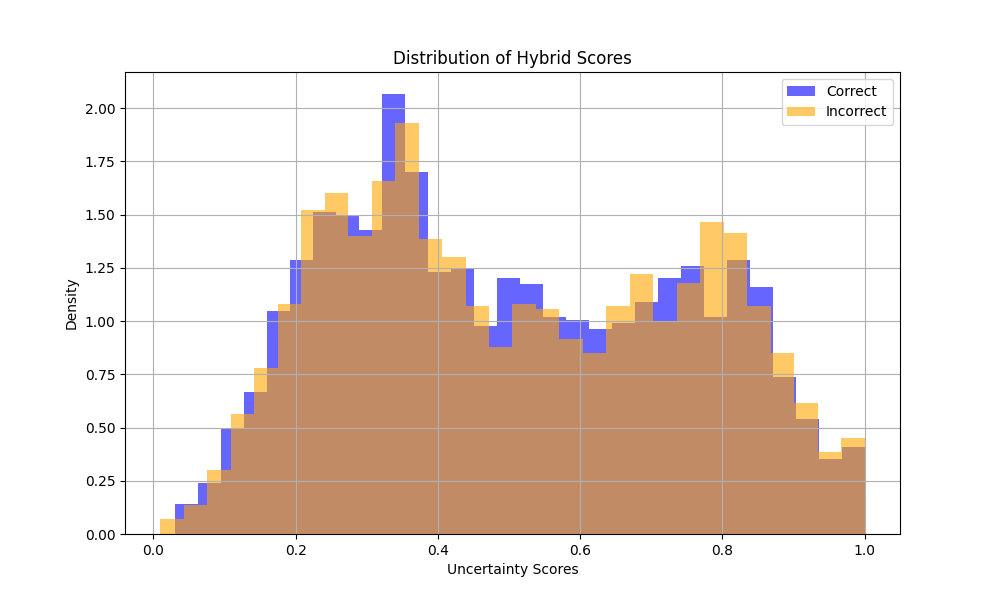 Distribution of Hybrid Scores
Correct
Incorrect
2.00
1.75
1.50
1.25
1.00
0.75
0.50
0.25
0.00
Density
0.0 0.2 0.4 0.6 0.8 1.0
Uncertainty Scores